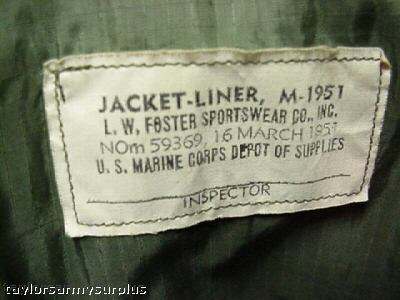 JACKET-LINER, M-1951
L. W. FOSTER SPORTSWEAR CO., INC.
NOm 59369, 16 MARCH 1951
U. S. MARINE CORPS DEPOT OF SUPPLIES
INSPECTOR
taylorsarmysurplus